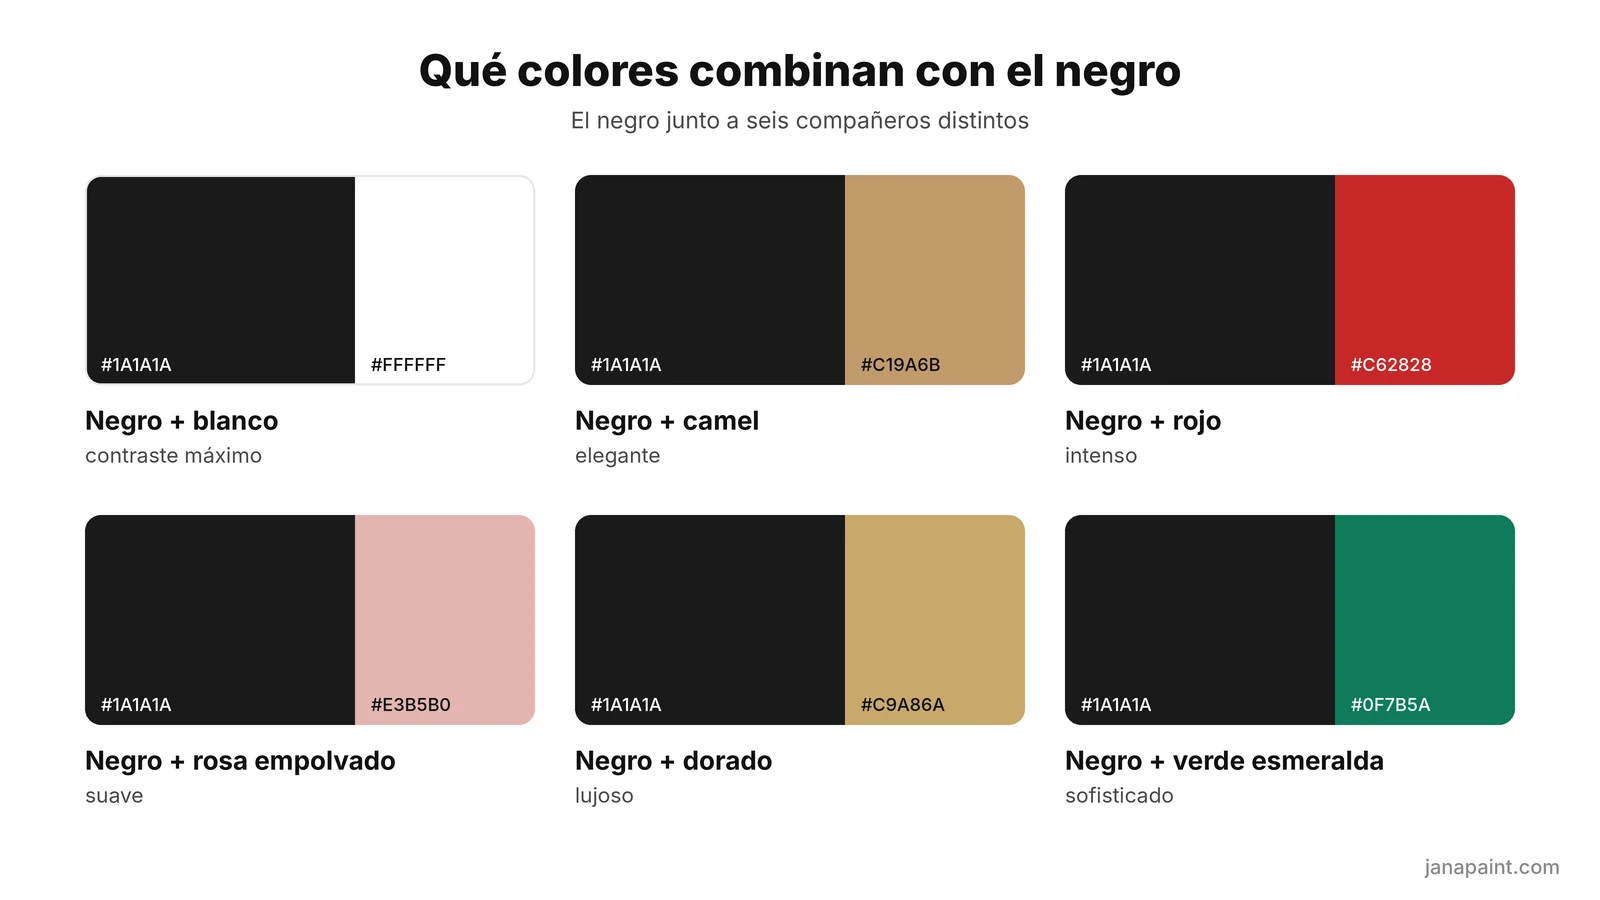 Qué colores combinan con el negro
El negro junto a seis compañeros distintos
#1A1A1A
#FFFFFF
Negro + blanco
contraste máximo
#1A1A1A
#C19A6B
Negro + camel
elegante
#1A1A1A
#C62828
Negro + rojo
intenso
#1A1A1A
#E3B5B0
Negro + rosa empolvado
suave
#1A1A1A
#C9A86A
Negro + dorado
lujoso
#1A1A1A
#0F7B5A
Negro + verde esmeralda
sofisticado
janapaint.com